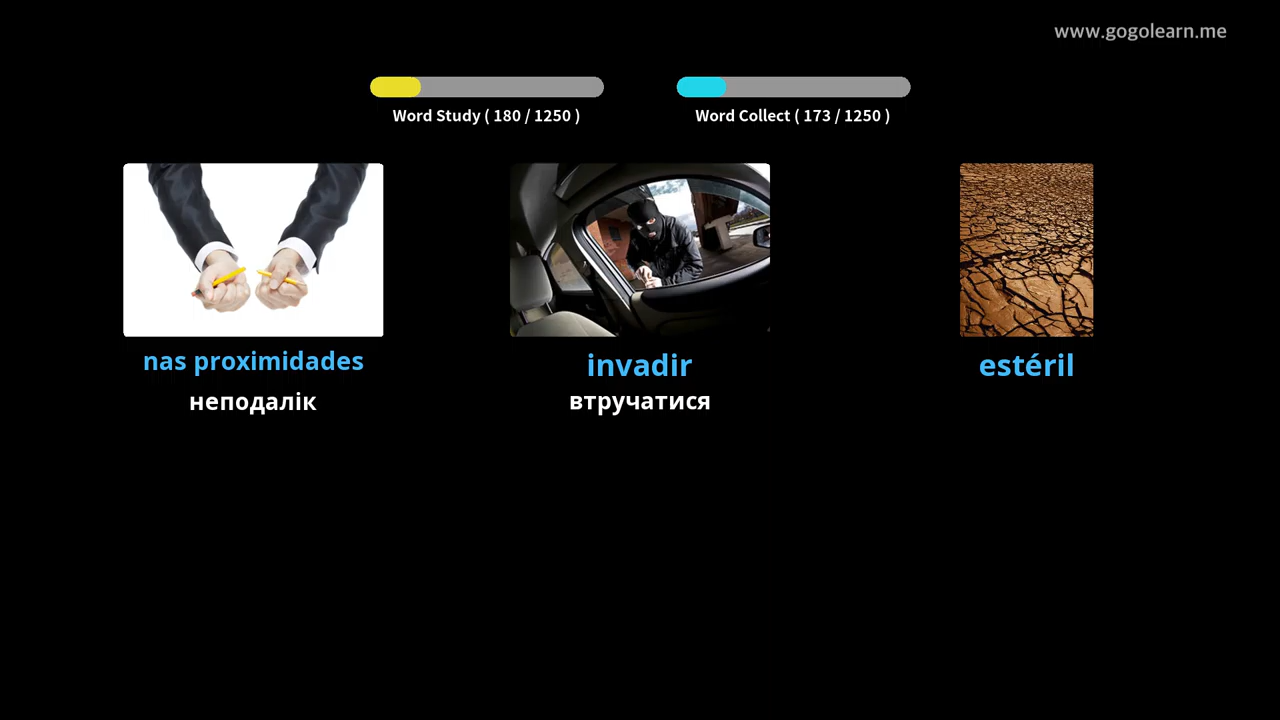 www.gogolearn.me
Word Study ( 180 / 1250 )
Word Collect ( 173 / 1250 )
nas proximidades
неподалік
invadir
втручатися
estéril